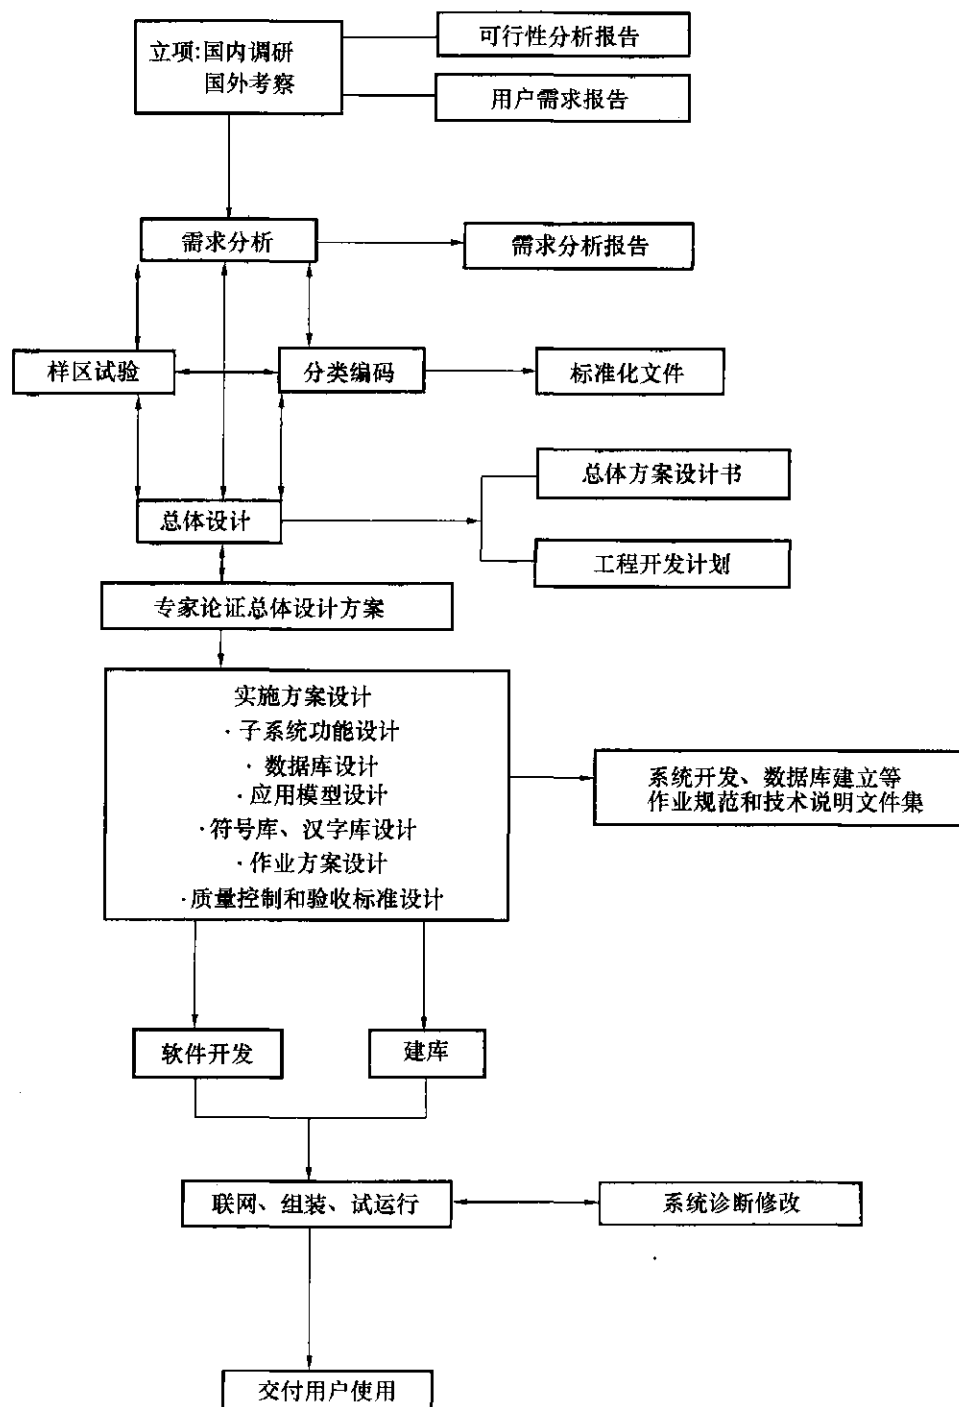 立项:国内调研
国外考察
可行性分析报告
用户需求报告
需求分析
需求分析报告
样区试验
分类编码
标准化文件
总体方案设计书
总体设计
工程开发计划
专家论证总体设计方案
实施方案设计
·子系统功能设计
·数据库设计
·应用模型设计
·符号库、汉字库设计
·作业方案设计
·质量控制和验收标准设计
系统开发、数据库建立等
作业规范和技术说明文件集
软件开发
建库
联网、组装、试运行
系统诊断修改
交付用户使用